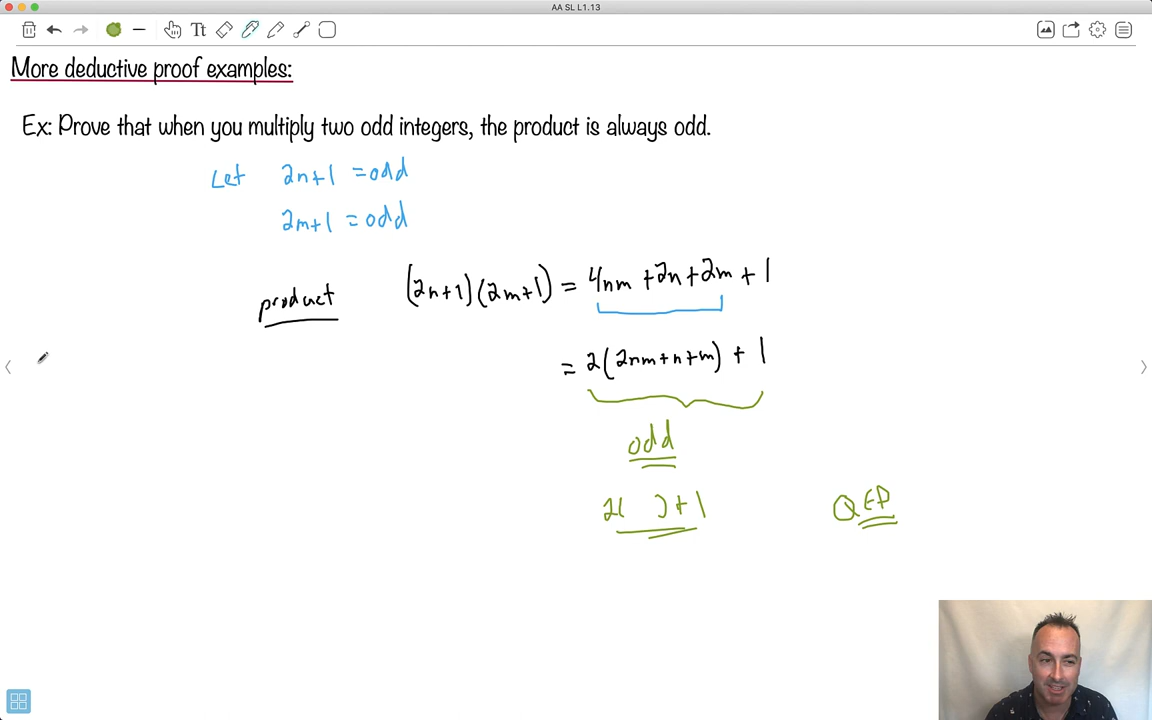 AA SL L1.13
Tt
More deductive proof examples:
Ex: Prove that when you multiply two odd integers, the product is always odd.
Let 2n+1 = odd
2m+1 = odd
product (2n+1)(2m+1) = 4nm + 2n + 2m + 1
= 2(2nm+n+m) + 1
odd
2( )+1 QED